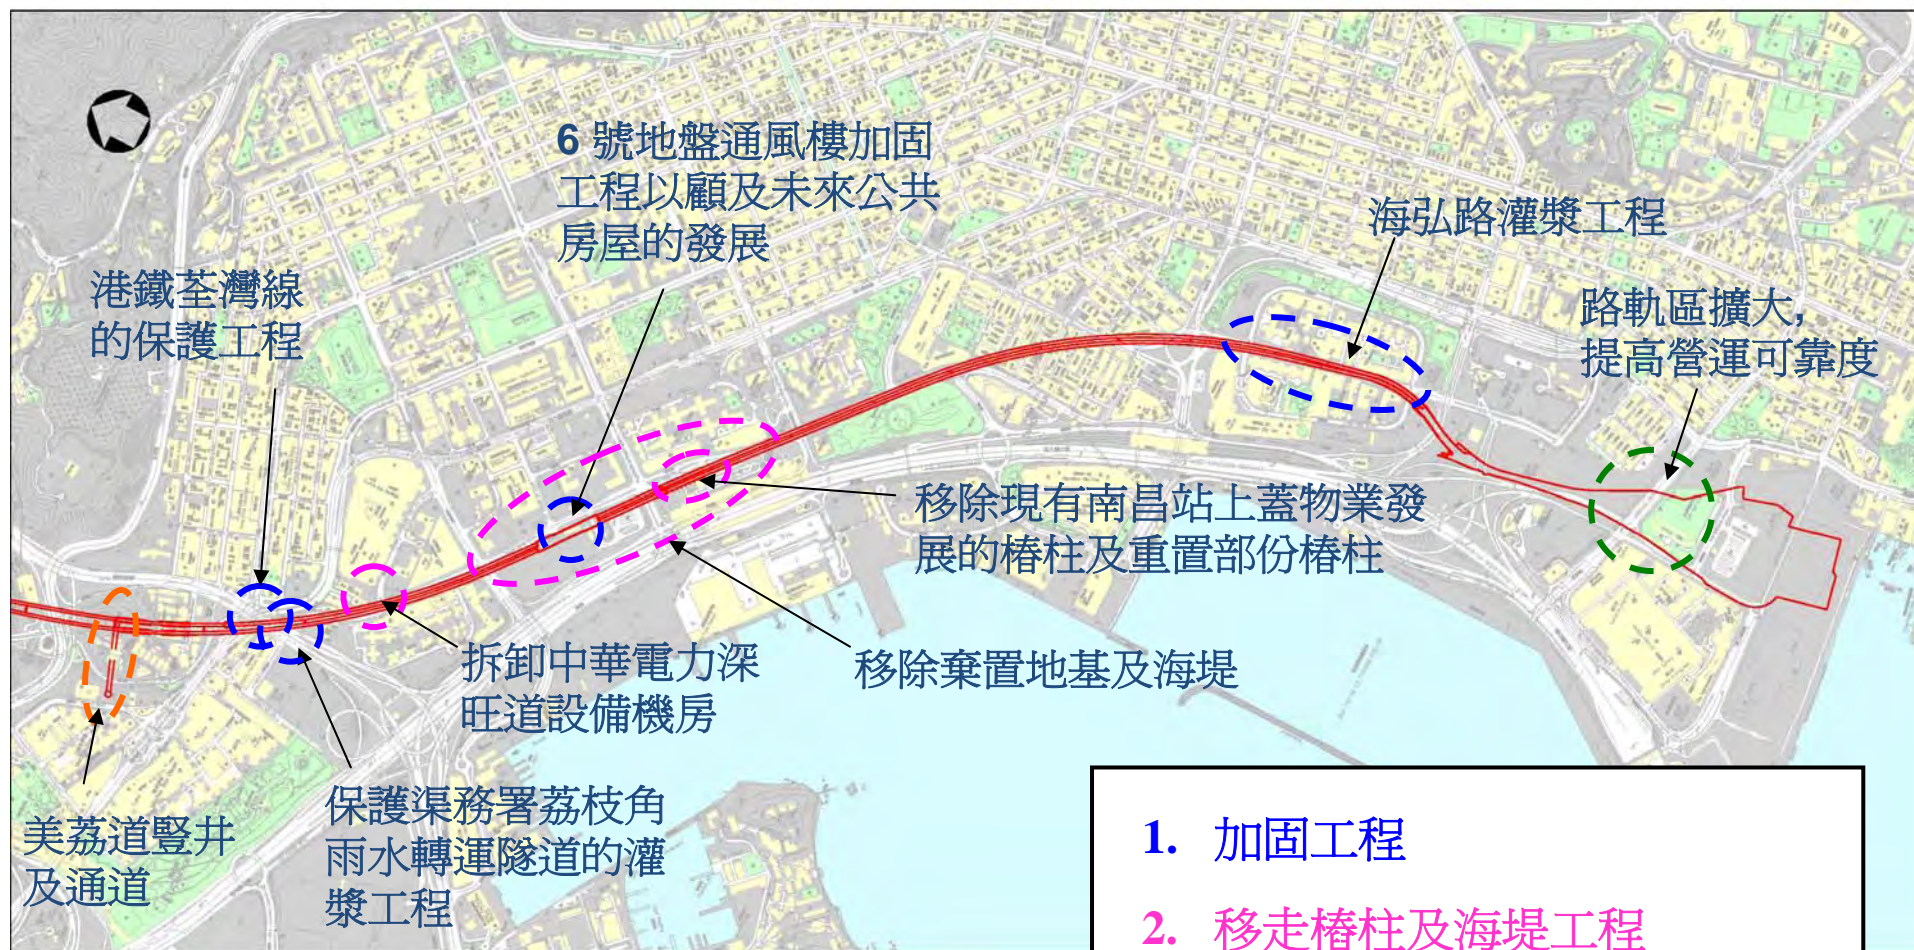 6 號地盤通風樓加固
工程以顧及未來公共
房屋的發展
海弘路灌漿工程
港鐵荃灣線
的保護工程
路軌區擴大,
提高營運可靠度
移除現有南昌站上蓋物業發
展的樁柱及重置部份樁柱
拆卸中華電力深
旺道設備機房
移除棄置地基及海堤
保護渠務署荔枝角
雨水轉運隧道的灌
漿工程
美荔道豎井
及通道
1. 加固工程
2. 移走樁柱及海堤工程